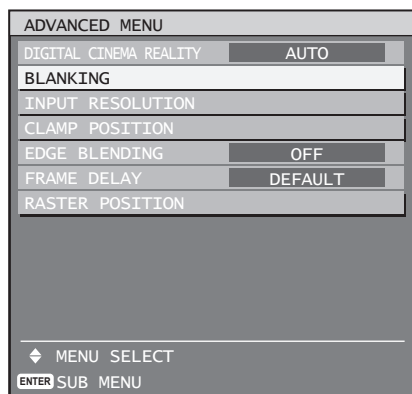 ADVANCED MENU
DIGITAL CINEMA REALITY AUTO
BLANKING
INPUT RESOLUTION
CLAMP POSITION
EDGE BLENDING OFF
FRAME DELAY DEFAULT
RASTER POSITION
MENU SELECT
ENTER SUB MENU